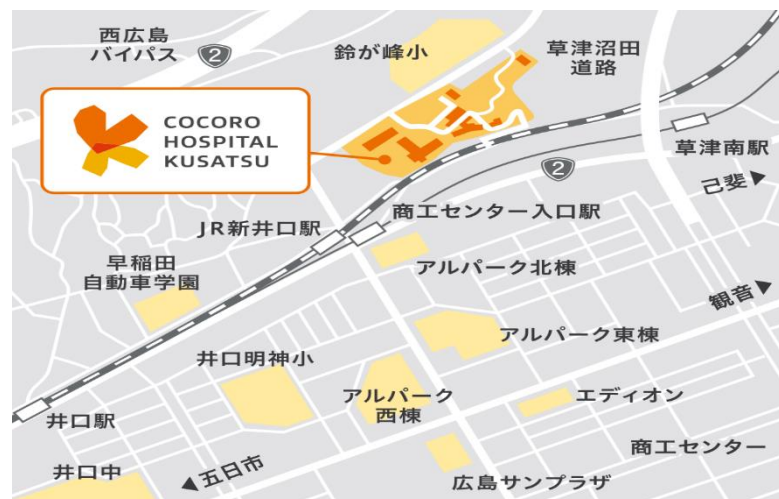 西広島
バイパス
2
鈴が峰小
草津沼田
道路
COCORO
HOSPITAL
KUSATSU
草津南駅
2
己斐▶
商工センター入口駅
JR新井口駅
早稲田
自動車学園
アルパーク北棟
観音▶
アルパーク東棟
井口明神小
アルパーク
西棟
エディオン
井口駅
商工センター
井口中
◀五日市
広島サンプラザ